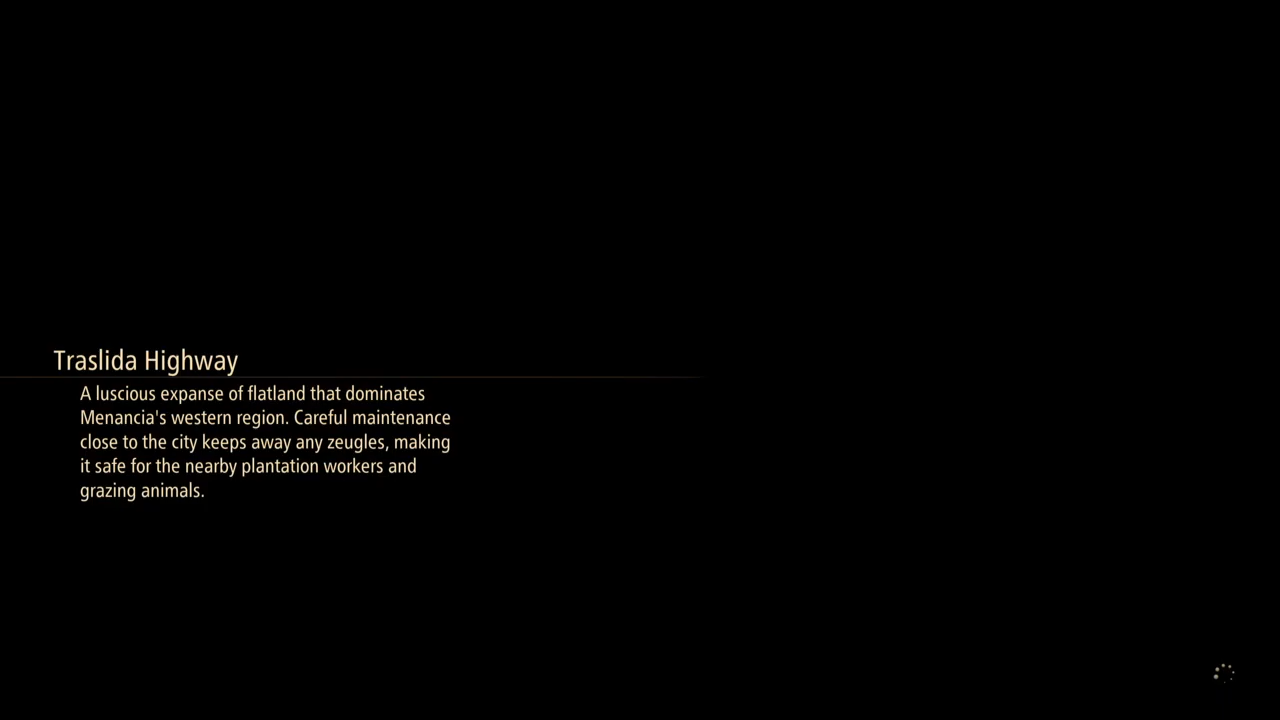 Traslida Highway
A luscious expanse of flatland that dominates
Menancia's western region. Careful maintenance
close to the city keeps away any zeugles, making
it safe for the nearby plantation workers and
grazing animals.